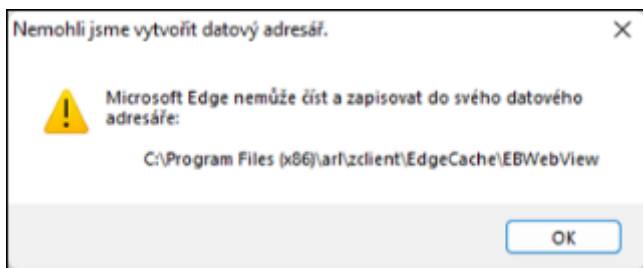 Nemohli jsme vytvořit datový adresář.
Microsoft Edge nemůže číst a zapisovat do svého datového
adresáře:
C:\Program Files (x86)\arl\zclient\EdgeCache\EBWebView
OK